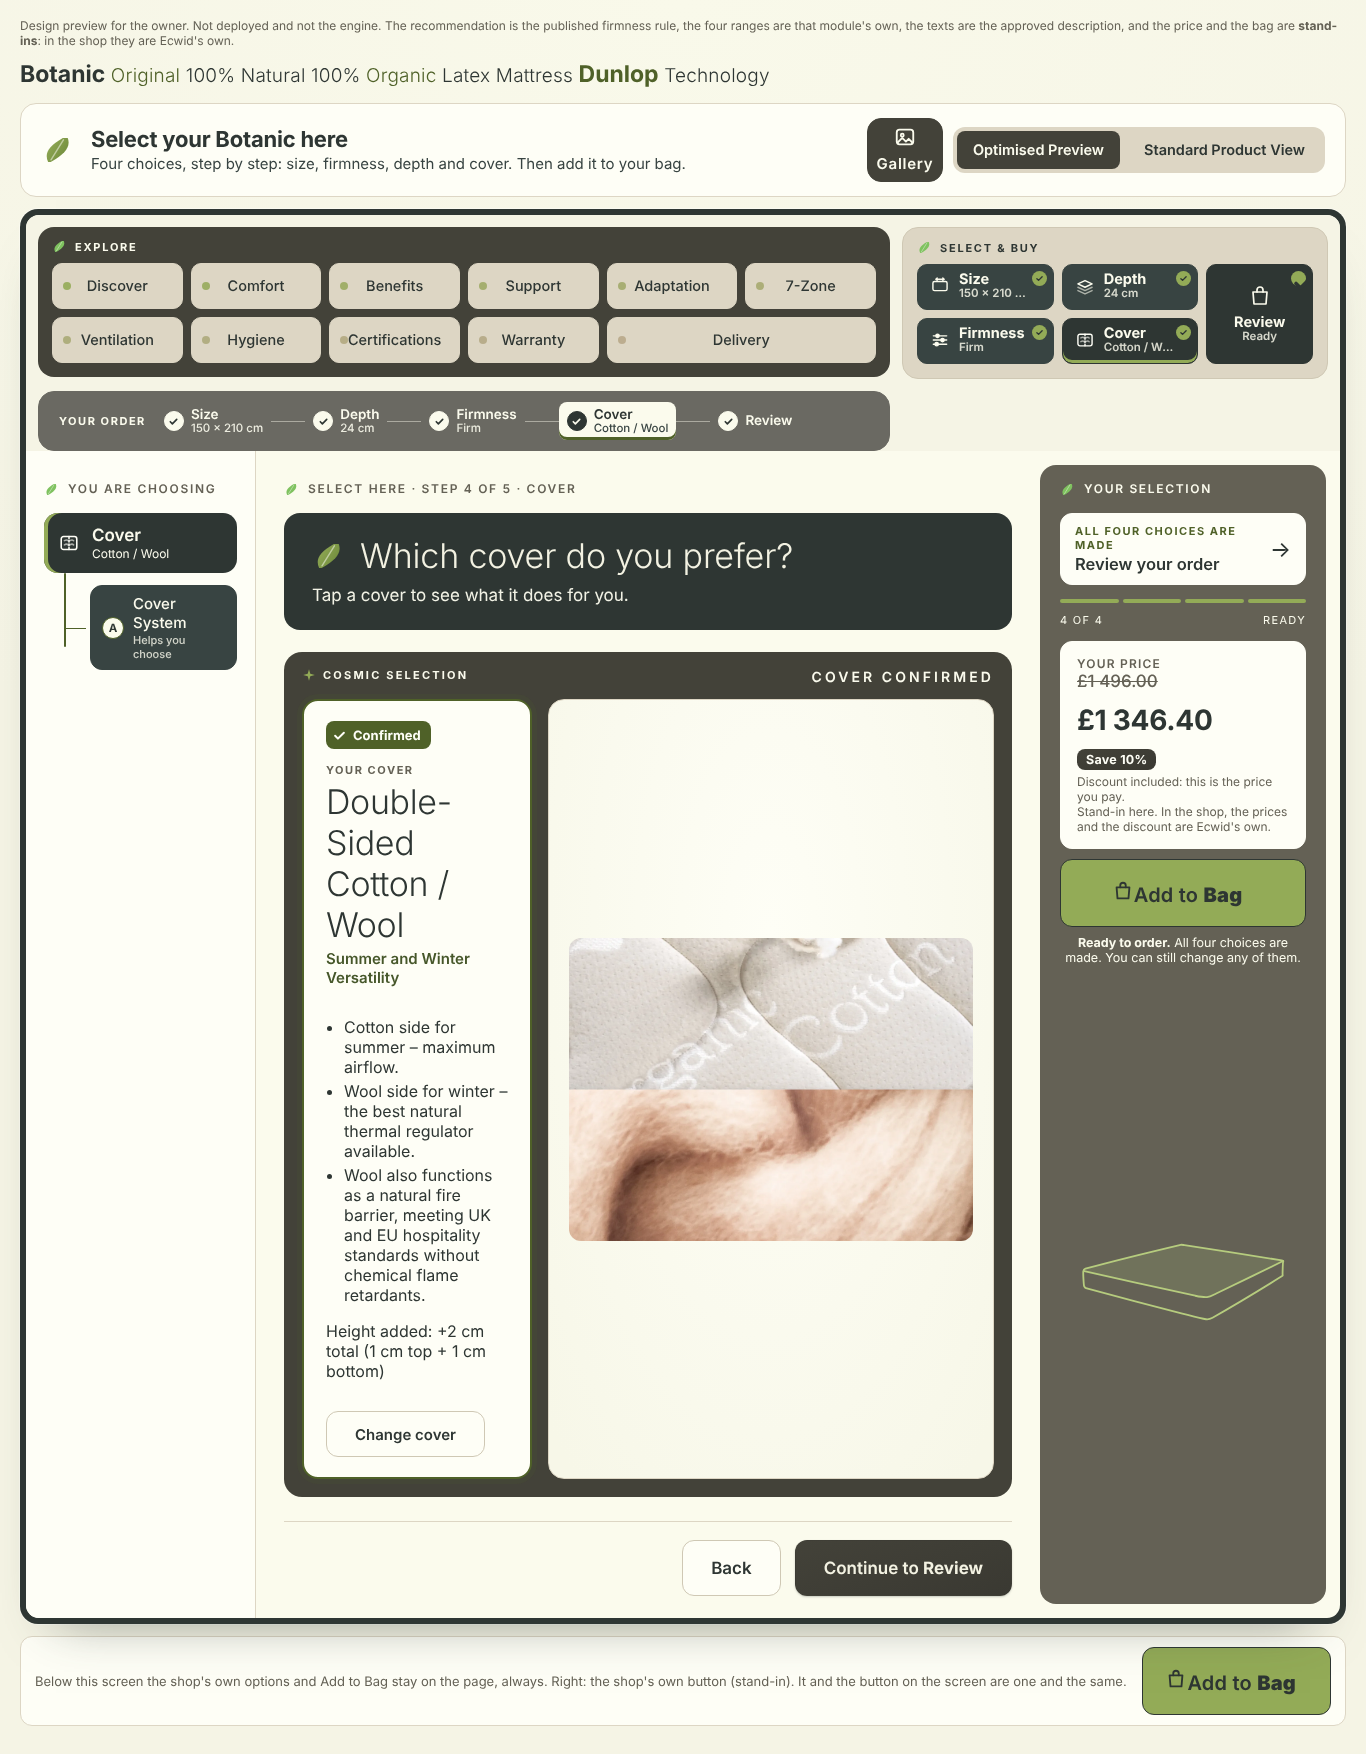 Design preview for the owner. Not deployed and not the engine. The recommendation is the published firmness rule, the four ranges are that module's own, the texts are the approved description, and the price and the bag are stand-
ins: in the shop they are Ecwid's own.
Botanic Original 100% Natural 100% Organic Latex Mattress Dunlop Technology
Select your Botanic here
Four choices, step by step: size, firmness, depth and cover. Then add it to your bag.
Gallery
Optimised Preview
Standard Product View
EXPLORE
Discover
Comfort
Benefits
Support
Adaptation
7-Zone
Ventilation
Hygiene
Certifications
Warranty
Delivery
SELECT & BUY
Size
150 × 210 ...
Depth
24 cm
Firmness
Firm
Cover
Cotton / W...
Review
Ready
YOUR ORDER
Size
150 × 210 cm
Depth
24 cm
Firmness
Firm
Cover
Cotton / Wool
Review
YOU ARE CHOOSING
Cover
Cotton / Wool
A
Cover
System
Helps you
choose
SELECT HERE · STEP 4 OF 5 · COVER
Which cover do you prefer?
Tap a cover to see what it does for you.
COSMIC SELECTION
COVER CONFIRMED
Confirmed
YOUR COVER
Double-
Sided
Cotton /
Wool
Summer and Winter
Versatility
• Cotton side for
summer – maximum
airflow.
• Wool side for winter –
the best natural
thermal regulator
available.
• Wool also functions
as a natural fire
barrier, meeting UK
and EU hospitality
standards without
chemical flame
retardants.
Height added: +2 cm
total (1 cm top + 1 cm
bottom)
Change cover
ganic Cotton
Back
Continue to Review
YOUR SELECTION
ALL FOUR CHOICES ARE
MADE
Review your order
4 OF 4
READY
YOUR PRICE
£1 496.00
£1 346.40
Save 10%
Discount included: this is the price
you pay.
Stand-in here. In the shop, the prices
and the discount are Ecwid's own.
Add to Bag
Ready to order. All four choices are
made. You can still change any of them.
Below this screen the shop's own options and Add to Bag stay on the page, always. Right: the shop's own button (stand-in). It and the button on the screen are one and the same.
Add to Bag